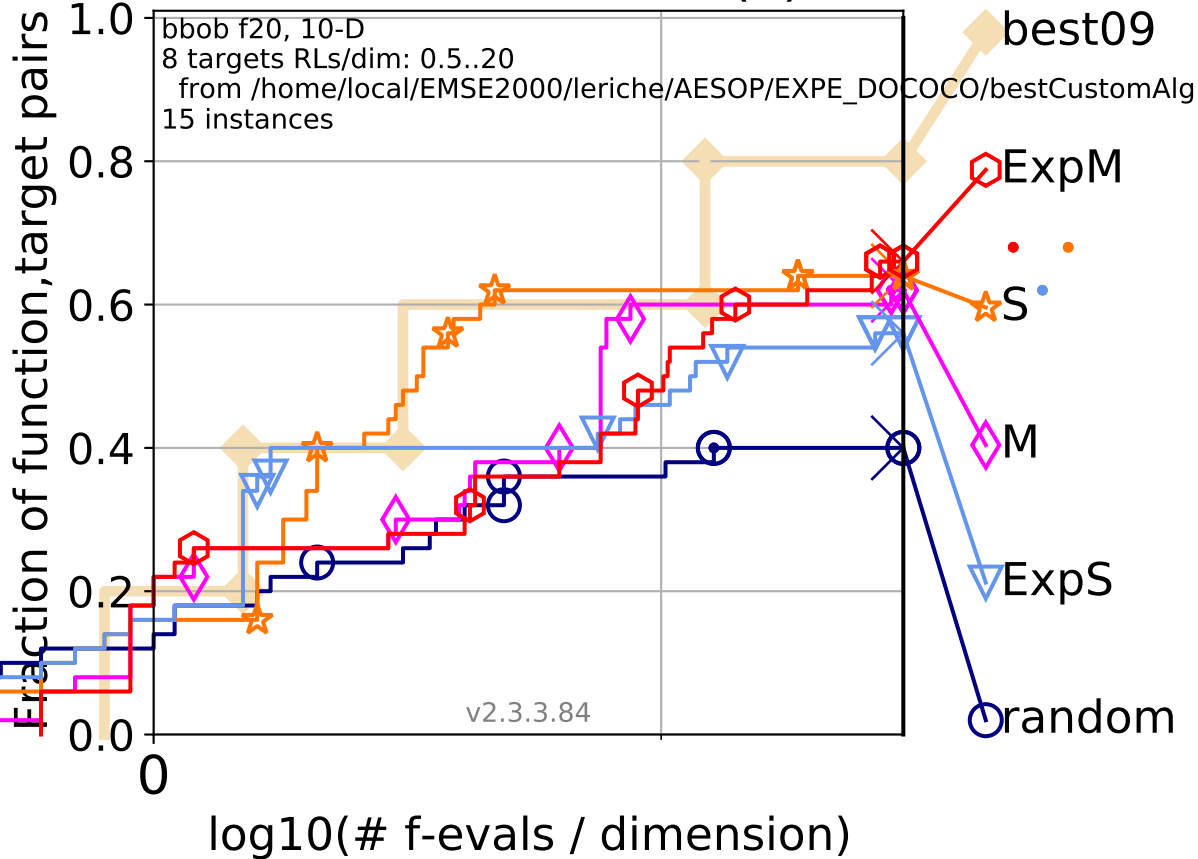 Fraction of function,target pairs
1.0
0.8
0.6
0.4
0.2
0.0
bbob f20, 10-D
8 targets RLs/dim: 0.5..20
from /home/local/EMSE2000/leriche/AESOP/EXPE_DOCOCO/bestCustomAlg
15 instances
best09
ExpM
S
M
ExpS
random
v2.3.3.84
0
log10(# f-evals / dimension)